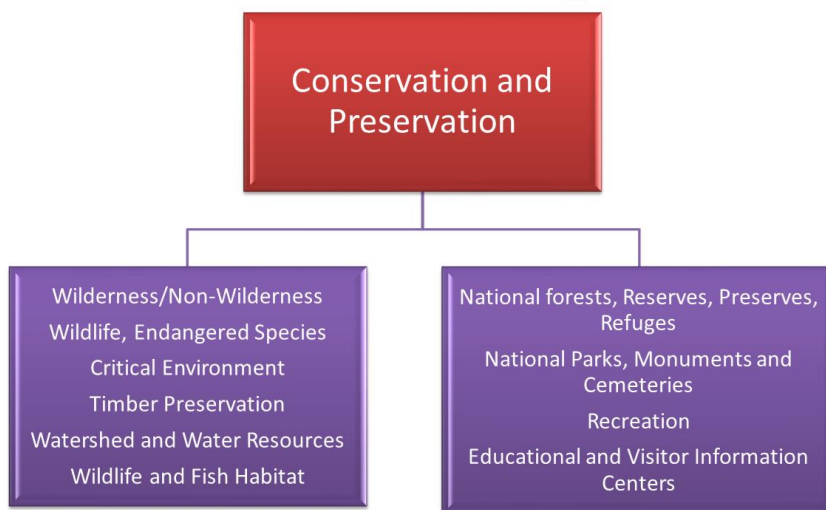 Conservation and
Preservation
Wilderness/Non-Wilderness
Wildlife, Endangered Species
Critical Environment
Timber Preservation
Watershed and Water Resources
Wildlife and Fish Habitat
National forests, Reserves, Preserves,
Refuges
National Parks, Monuments and
Cemeteries
Recreation
Educational and Visitor Information
Centers